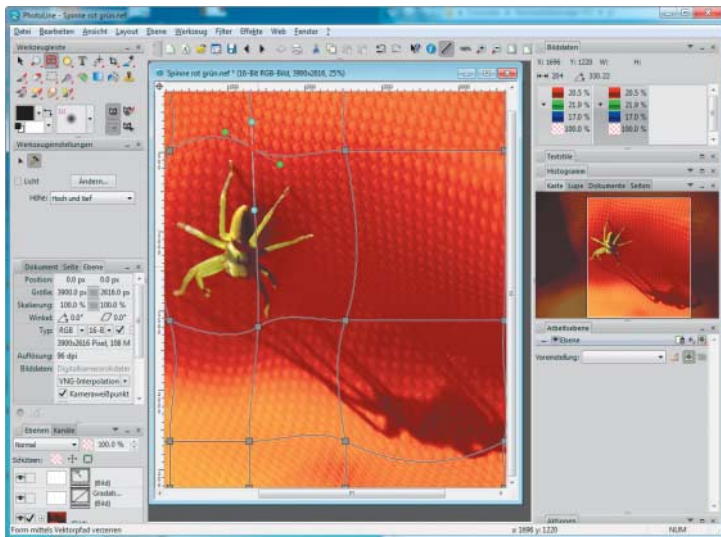 PhotoLine - Spinne rot grün.nef
Datei Bearbeiten Ansicht Layout Ebene Werkzeug Filter Effekte Web Fenster ?
Werkzeugleiste
Spinne rot grün.nef * (16-Bit RGB-Bild, 3900x2616, 25%)
Werkzeugeinstellungen
Licht Ändern...
Höhe: Hoch und tief
Dokument Seite Ebene
Position: 0.0 px 0.0 px
Größe: 3900.0 px 2616.0 px
Skalierung: 100.0 % 100.0 %
Winkel: 0.0° 0.0°
Typ: RGB 16-B
3900x2616 Pixel, 108 M
Auflösung: 96 dpi
Bilddaten: Digitalkamerarohdaten
VNG-Interpolation
Kameraweißpunkt
Ebenen Kanäle
Normal 100.0 %
Schützen:
(Bild)
Gradati...
(Bild)
Form mittels Vektorpfad verzerren
Bilddaten
X: 1696 Y: 1220 W: H:
204 330.22
20.5 % 20.5 %
21.9 % 21.9 %
17.0 % 17.0 %
100.0 % 100.0 %
Textstile
Histogramme
Karte Lupe Dokumente Seiten
Arbeitsebene
Ebene
Voreinstellung:
Aktionen
x: 1696 y: 1220 NUM